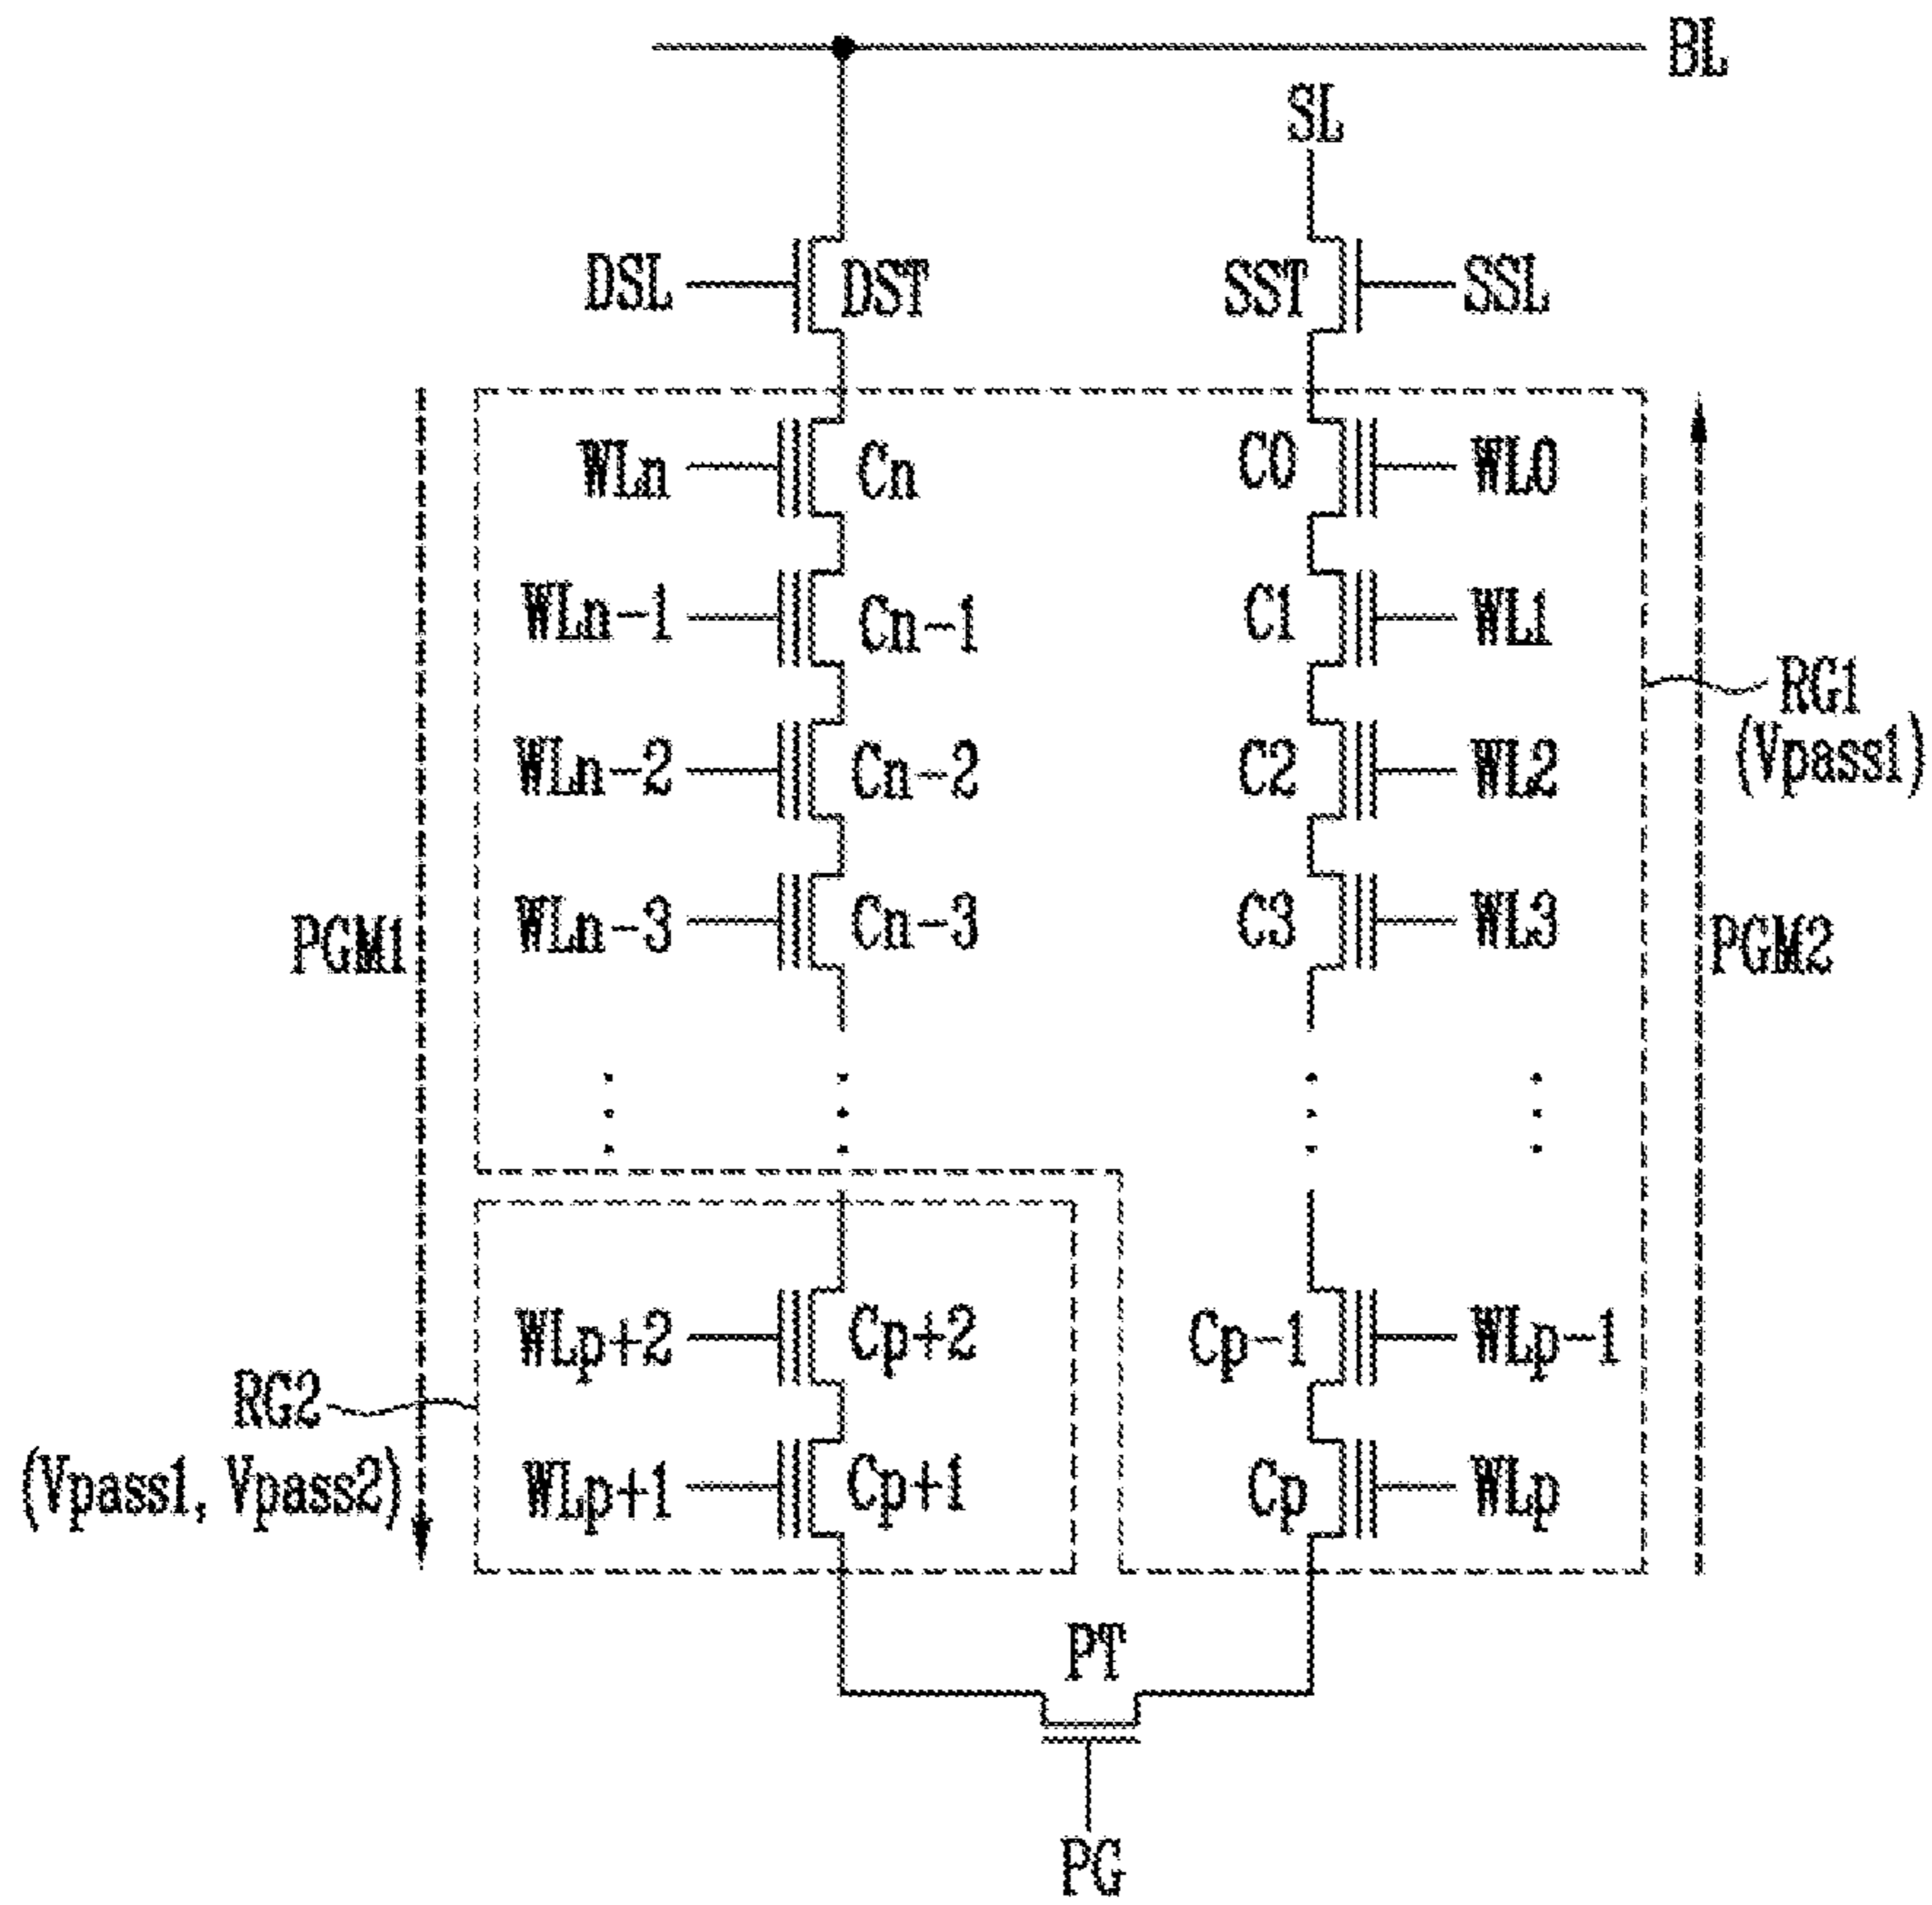 BL
SL
DSL DST SST SSL
WLn Cn C0 WL0
WLn-1 Cn-1 C1 WL1
RG1
WLn-2 Cn-2 C2 WL2 (Vpass1)
WLn-3 Cn-3 C3 WL3
PGM1 PGM2
WLp+2 Cp+2 Cp-1 WLp-1
RG2
(Vpass1, Vpass2) WLp+1 Cp+1 Cp WLp
PT
PG